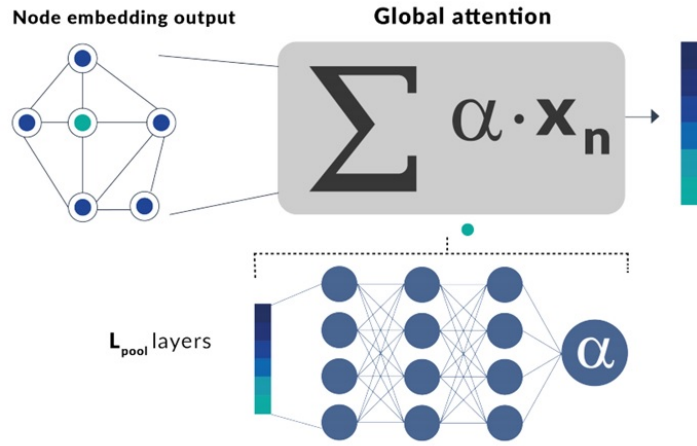 Node embedding output
Global attention
∑ α · xₙ
Lₚₒₒₗ layers
α